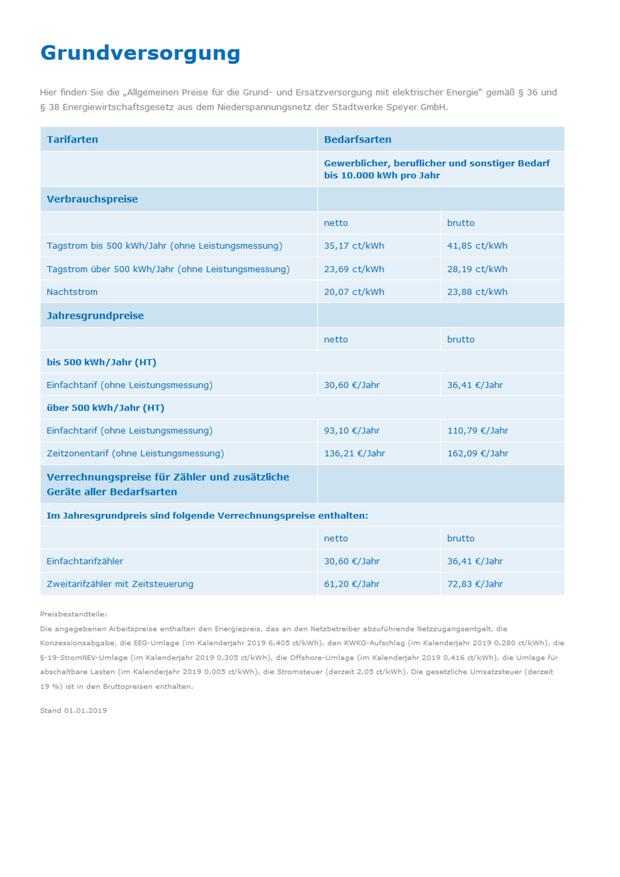 Grundversorgung
Hier finden Sie die „Allgemeinen Preise für die Grund- und Ersatzversorgung mit elektrischer Energie" gemäß § 36 und
§ 38 Energiewirtschaftsgesetz aus dem Niederspannungsnetz der Stadtwerke Speyer GmbH.
Tarifarten Bedarfsarten
Gewerblicher, beruflicher und sonstiger Bedarf
bis 10.000 kWh pro Jahr
Verbrauchspreise
netto brutto
Tagstrom bis 500 kWh/Jahr (ohne Leistungsmessung) 35,17 ct/kWh 41,85 ct/kWh
Tagstrom über 500 kWh/Jahr (ohne Leistungsmessung) 23,69 ct/kWh 28,19 ct/kWh
Nachtstrom 20,07 ct/kWh 23,88 ct/kWh
Jahresgrundpreise
netto brutto
bis 500 kWh/Jahr (HT)
Einfachtarif (ohne Leistungsmessung) 30,60 €/Jahr 36,41 €/Jahr
über 500 kWh/Jahr (HT)
Einfachtarif (ohne Leistungsmessung) 93,10 €/Jahr 110,79 €/Jahr
Zeitzonentarif (ohne Leistungsmessung) 136,21 €/Jahr 162,09 €/Jahr
Verrechnungspreise für Zähler und zusätzliche
Geräte aller Bedarfsarten
Im Jahresgrundpreis sind folgende Verrechnungspreise enthalten:
netto brutto
Einfachtarifzähler 30,60 €/Jahr 36,41 €/Jahr
Zweitarifzähler mit Zeitsteuerung 61,20 €/Jahr 72,83 €/Jahr
Preisbestandteile:
Die angegebenen Arbeitspreise enthalten den Energiepreis, das an den Netzbetreiber abzuführende Netzzugangsentgelt, die
Konzessionsabgabe, die EEG-Umlage (im Kalenderjahr 2019 6,405 ct/kWh), den KWKG-Aufschlag (im Kalenderjahr 2019 0,280 ct/kWh), die
§-19-StromNEV-Umlage (im Kalenderjahr 2019 0,305 ct/kWh), die Offshore-Umlage (im Kalenderjahr 2019 0,416 ct/kWh), die Umlage für
abschaltbare Lasten (im Kalenderjahr 2019 0,005 ct/kWh), die Stromsteuer (derzeit 2,05 ct/kWh). Die gesetzliche Umsatzsteuer (derzeit
19 %) ist in den Bruttopreisen enthalten.
Stand 01.01.2019